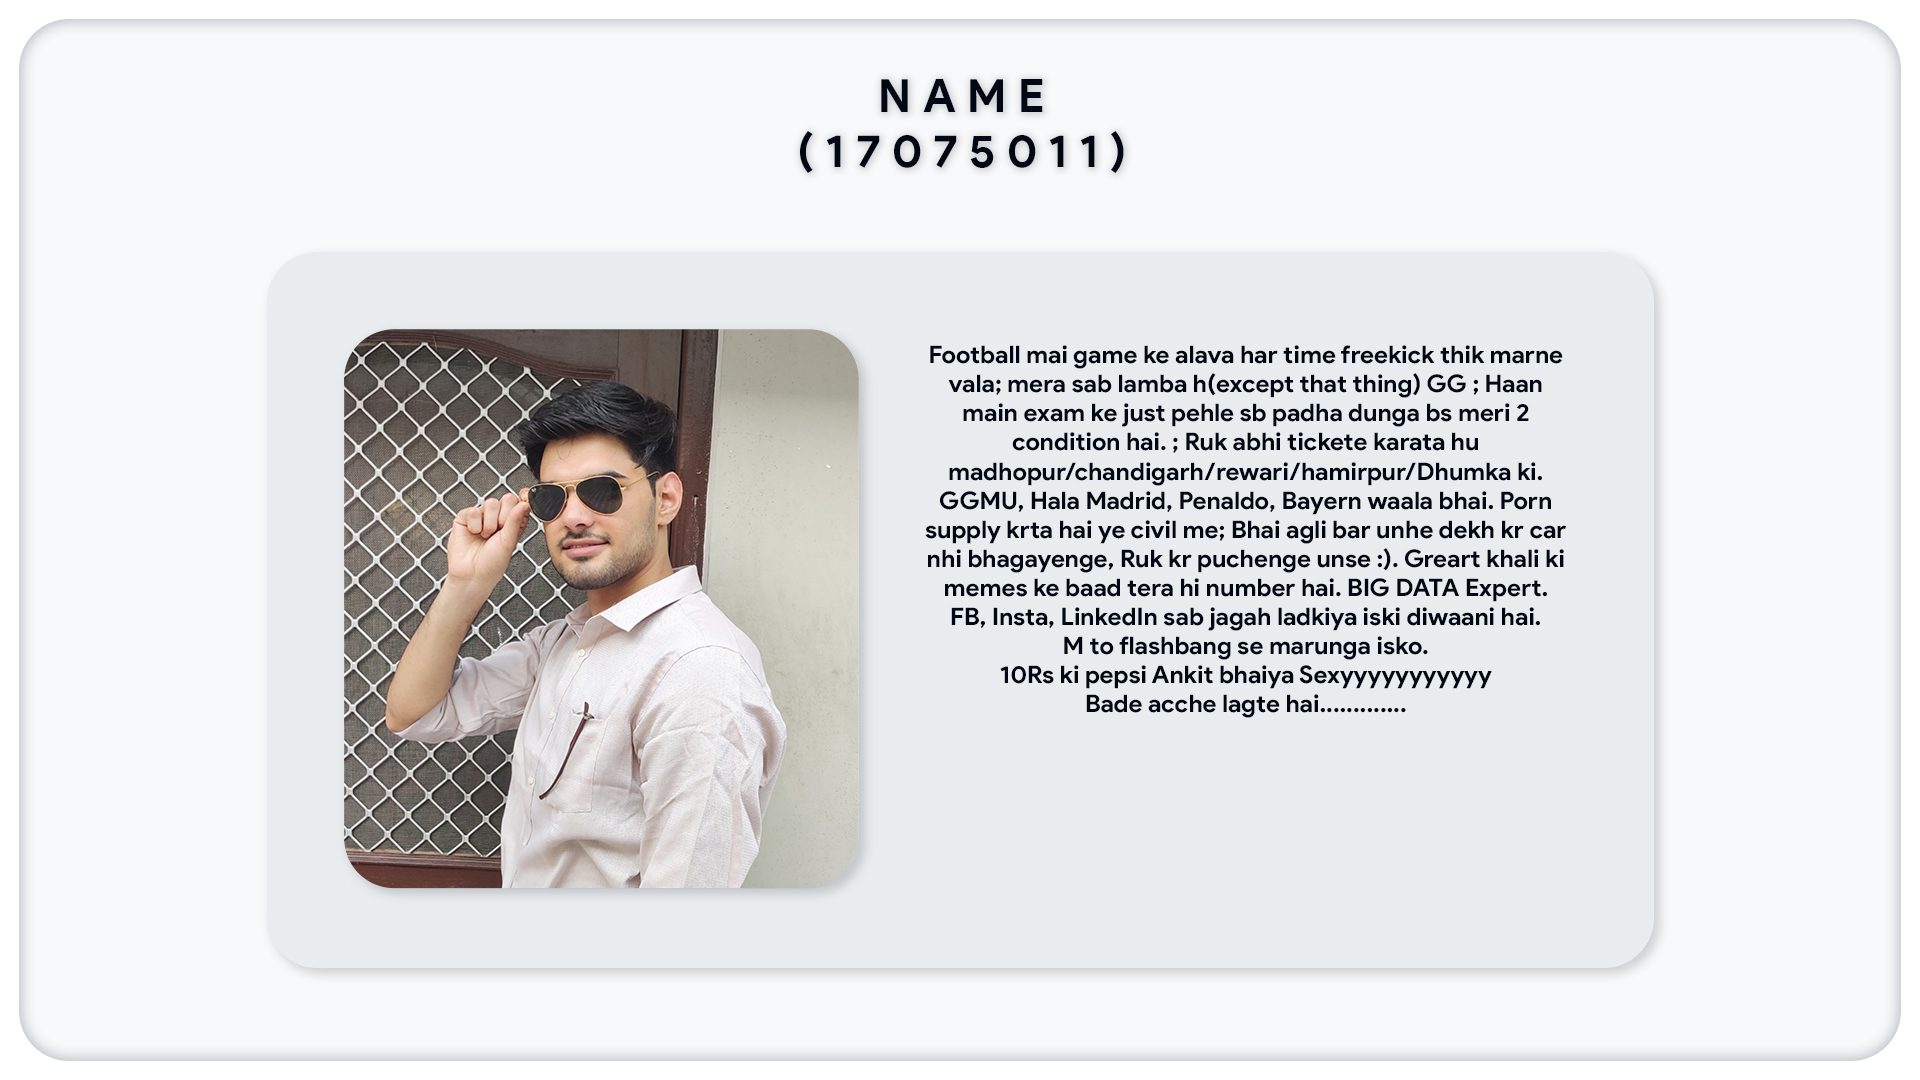 NAME
(17075011)
Football mai game ke alava har time freekick thik marne
vala; mera sab lamba h(except that thing) GG ; Haan
main exam ke just pehle sb padha dunga bs meri 2
condition hai. ; Ruk abhi tickete karata hu
madhopur/chandigarh/rewari/hamirpur/Dhumka ki.
GGMU, Hala Madrid, Penaldo, Bayern waala bhai. Porn
supply krta hai ye civil me; Bhai agli bar unhe dekh kr car
nhi bhagayenge, Ruk kr puchenge unse :). Greart khali ki
memes ke baad tera hi number hai. BIG DATA Expert.
FB, Insta, LinkedIn sab jagah ladkiya iski diwaani hai.
M to flashbang se marunga isko.
10Rs ki pepsi Ankit bhaiya Sexyyyyyyyyyyy
Bade acche lagte hai.............